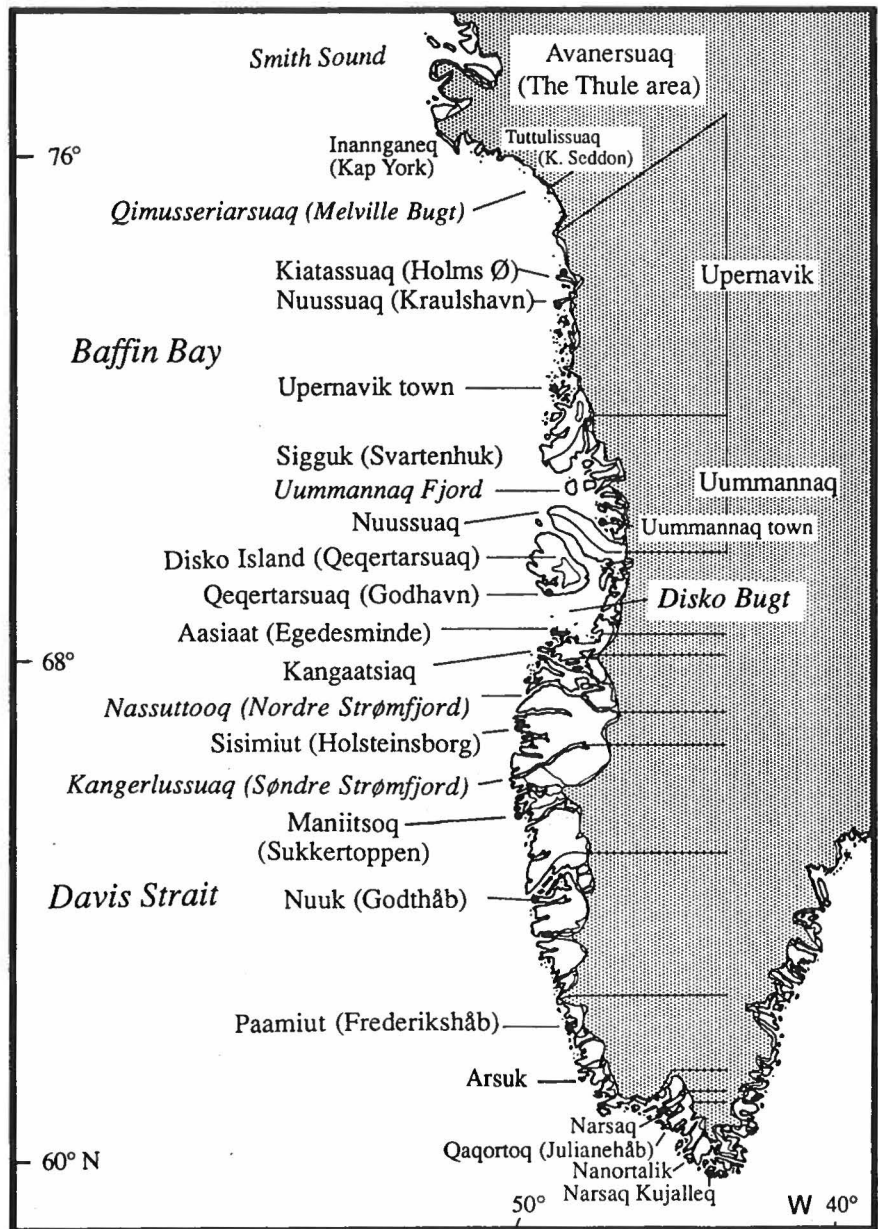 Smith Sound
Avanersuaq
(The Thule area)
Inannganeq
(Kap York)
Tuttulissuaq
(K. Seddon)
76°
Qimusseriarsuaq (Melville Bugt)
Kiatassuaq (Holms Ø)
Upernavik
Nuussuaq (Kraulshavn)
Baffin Bay
Upernavik town
Sigguk (Svartenhuk)
Uummannaq Fjord
Uummannaq
Nuussuaq
Uummannaq town
Disko Island (Qeqertarsuaq)
Qeqertarsuaq (Godhavn)
Disko Bugt
Aasiaat (Egedesminde)
68°
Kangaatsiaq
Nassuttooq (Nordre Strømfjord)
Sisimiut (Holsteinsborg)
Kangerlussuaq (Søndre Strømfjord)
Maniitsoq
(Sukkertoppen)
Davis Strait
Nuuk (Godthåb)
Paamiut (Frederikshåb)
Arsuk
Narsaq
Qaqortoq (Julianehåb)
60° N
Nanortalik
Narsaq Kujalleq
50°
W 40°